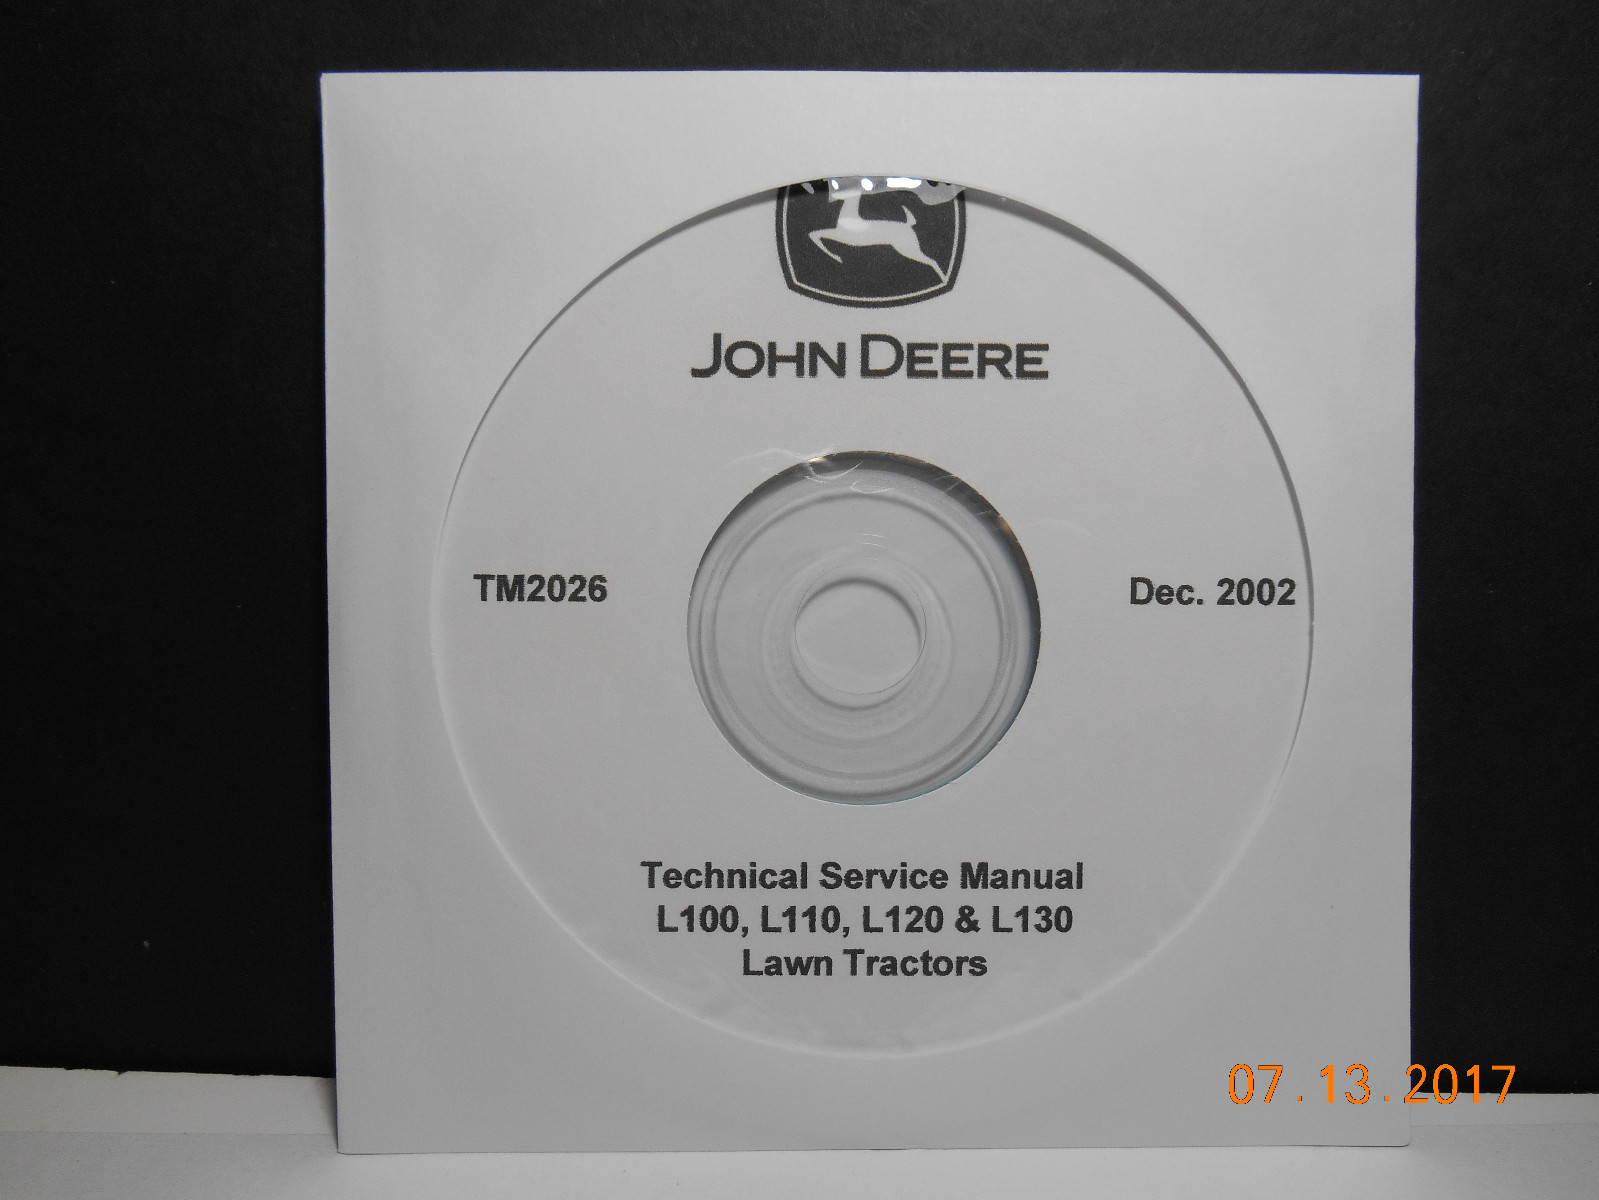 JOHN DEERE
TM2026
Dec. 2002
Technical Service Manual
L100, L110, L120 & L130
Lawn Tractors
07.13.2017